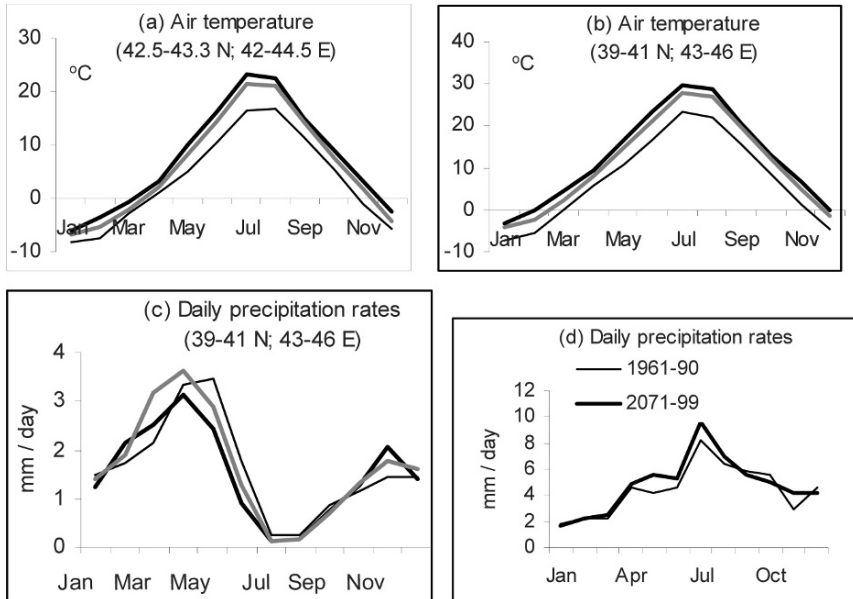 (a) Air temperature
(42.5-43.3 N; 42-44.5 E)
oC
30
20
10
0
-10
Jan Mar May Jul Sep Nov
(b) Air temperature
(39-41 N; 43-46 E)
oC
40
30
20
10
0
-10
Jan Mar May Jul Sep Nov
(c) Daily precipitation rates
(39-41 N; 43-46 E)
mm / day
4
3
2
1
0
Jan Mar May Jul Sep Nov
(d) Daily precipitation rates
1961-90
2071-99
mm / day
12
10
8
6
4
2
0
Jan Apr Jul Oct